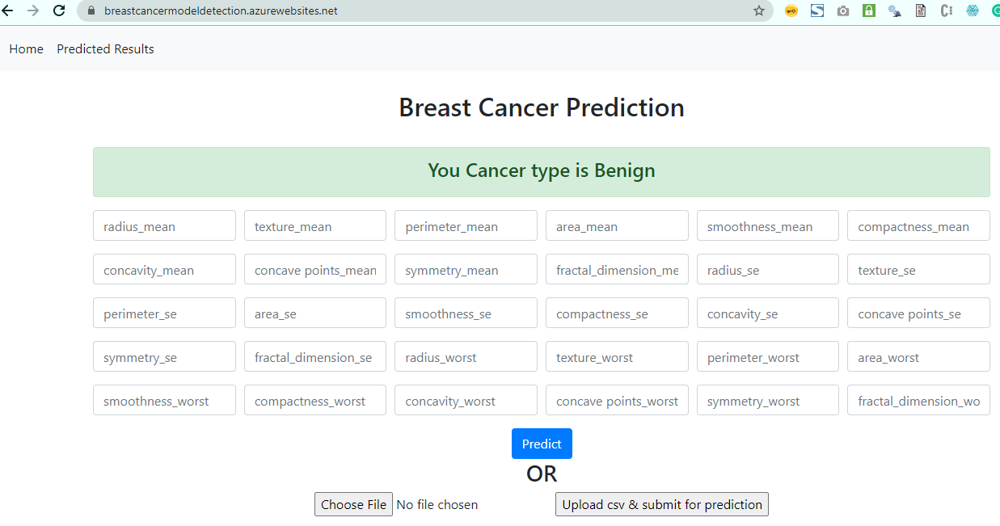 breastcancermodeldetection.azurewebsites.net
Home Predicted Results
Breast Cancer Prediction
You Cancer type is Benign
radius_mean texture_mean perimeter_mean area_mean smoothness_mean compactness_mean
concavity_mean concave points_mean symmetry_mean fractal_dimension_me radius_se texture_se
perimeter_se area_se smoothness_se compactness_se concavity_se concave points_se
symmetry_se fractal_dimension_se radius_worst texture_worst perimeter_worst area_worst
smoothness_worst compactness_worst concavity_worst concave points_worst symmetry_worst fractal_dimension_wo
Predict
OR
Choose File No file chosen Upload csv & submit for prediction